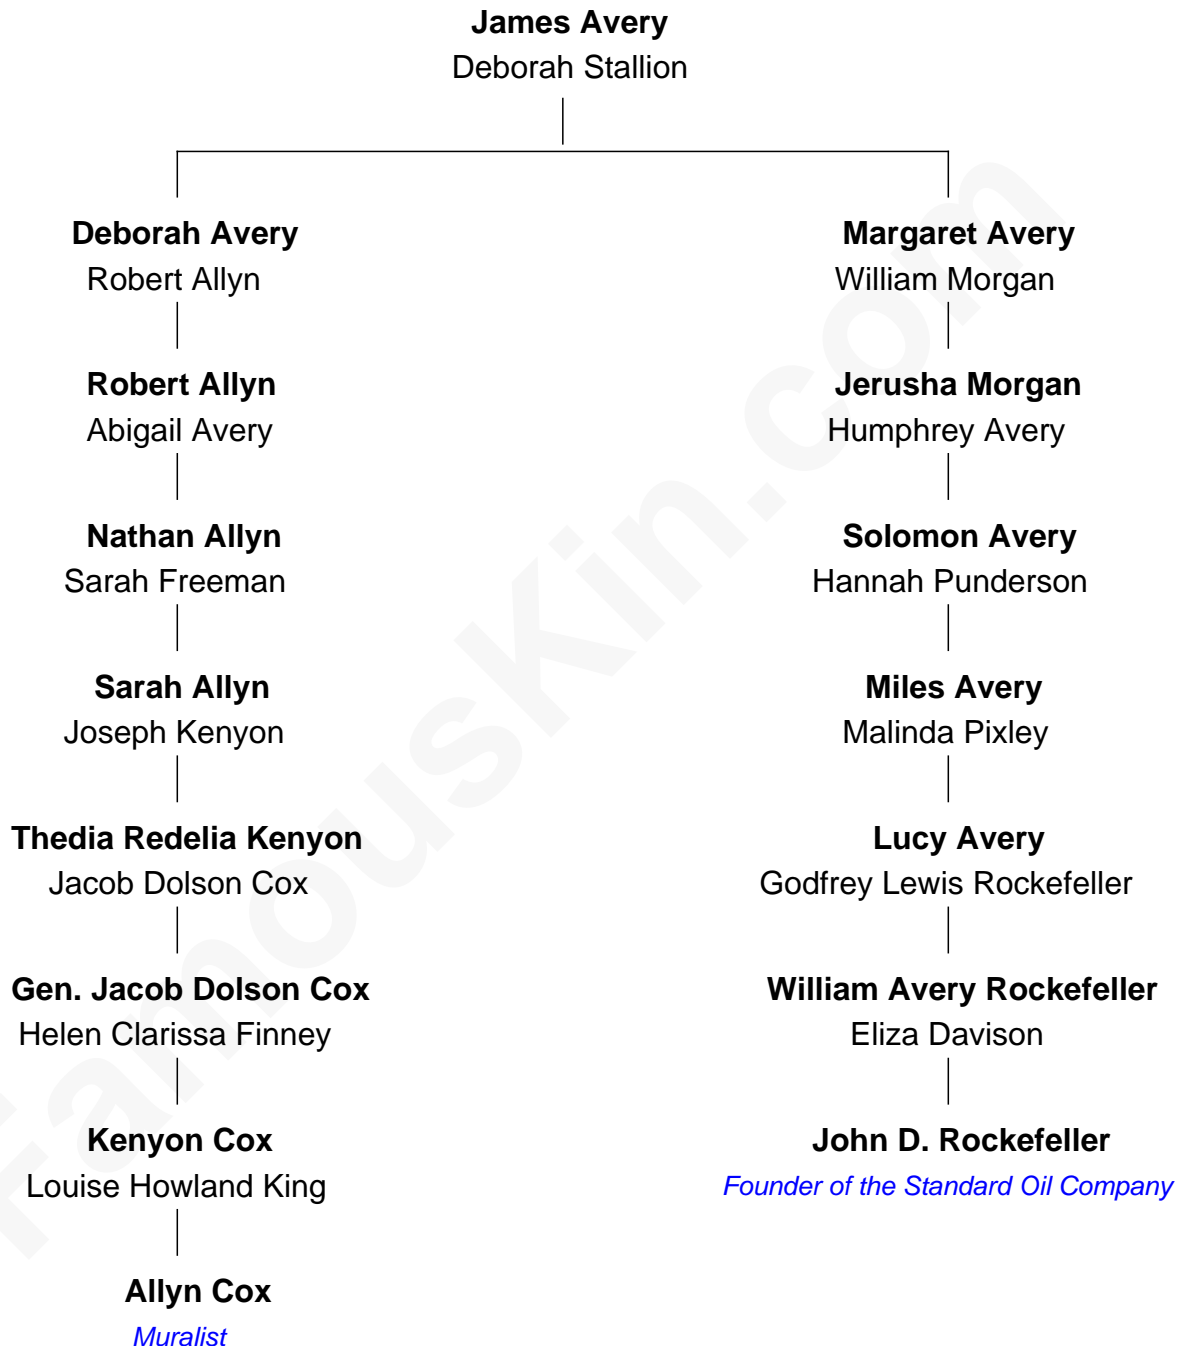 James Avery
Deborah Stallion
Deborah Avery
Robert Allyn
Margaret Avery
William Morgan
Robert Allyn
Abigail Avery
Jerusha Morgan
Humphrey Avery
Nathan Allyn
Sarah Freeman
Solomon Avery
Hannah Punderson
Sarah Allyn
Joseph Kenyon
Miles Avery
Malinda Pixley
Thedia Redelia Kenyon
Jacob Dolson Cox
Lucy Avery
Godfrey Lewis Rockefeller
Gen. Jacob Dolson Cox
Helen Clarissa Finney
William Avery Rockefeller
Eliza Davison
Kenyon Cox
Louise Howland King
John D. Rockefeller
Founder of the Standard Oil Company
Allyn Cox
Muralist
FamousKin.com